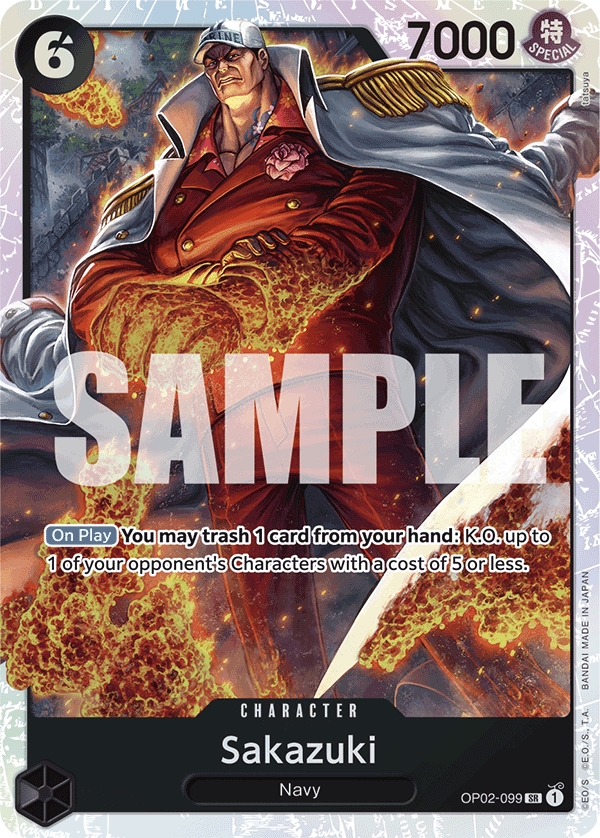 6
7000
特
SPECIAL
MARINE
tatsuya
SAMPLE
On Play You may trash 1 card from your hand: K.O. up to
1 of your opponent's Characters with a cost of 5 or less.
CHARACTER
Sakazuki
Navy
OP02-099 SR 1
©EO/S ©E.O./S., T.A. BANDAI MADE IN JAPAN